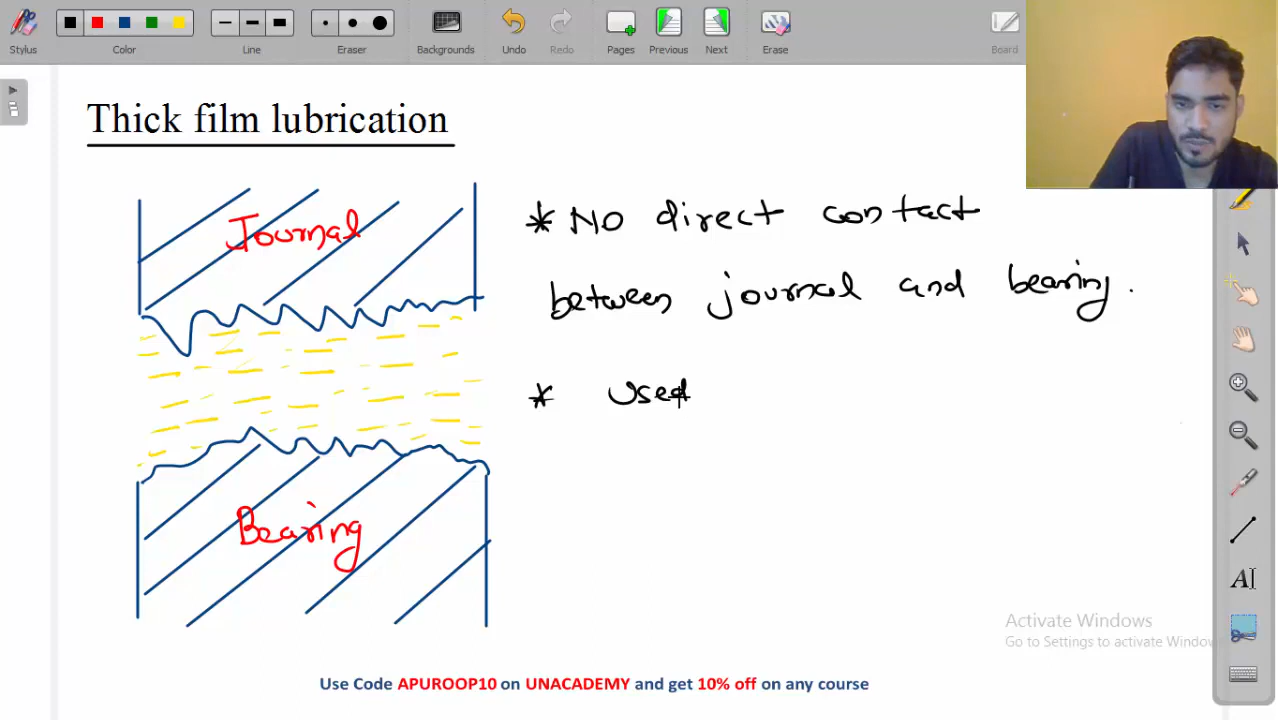 Stylus
Color
Line
Eraser
Backgrounds
Undo
Redo
Pages
Previous
Next
Erase
Board
Thick film lubrication
Journal
* No direct contact
between journal and bearing.
* Used
Bearing
AI
Activate Windows
Go to Settings to activate Windows
Use Code APUROOP10 on UNACADEMY and get 10% off on any course